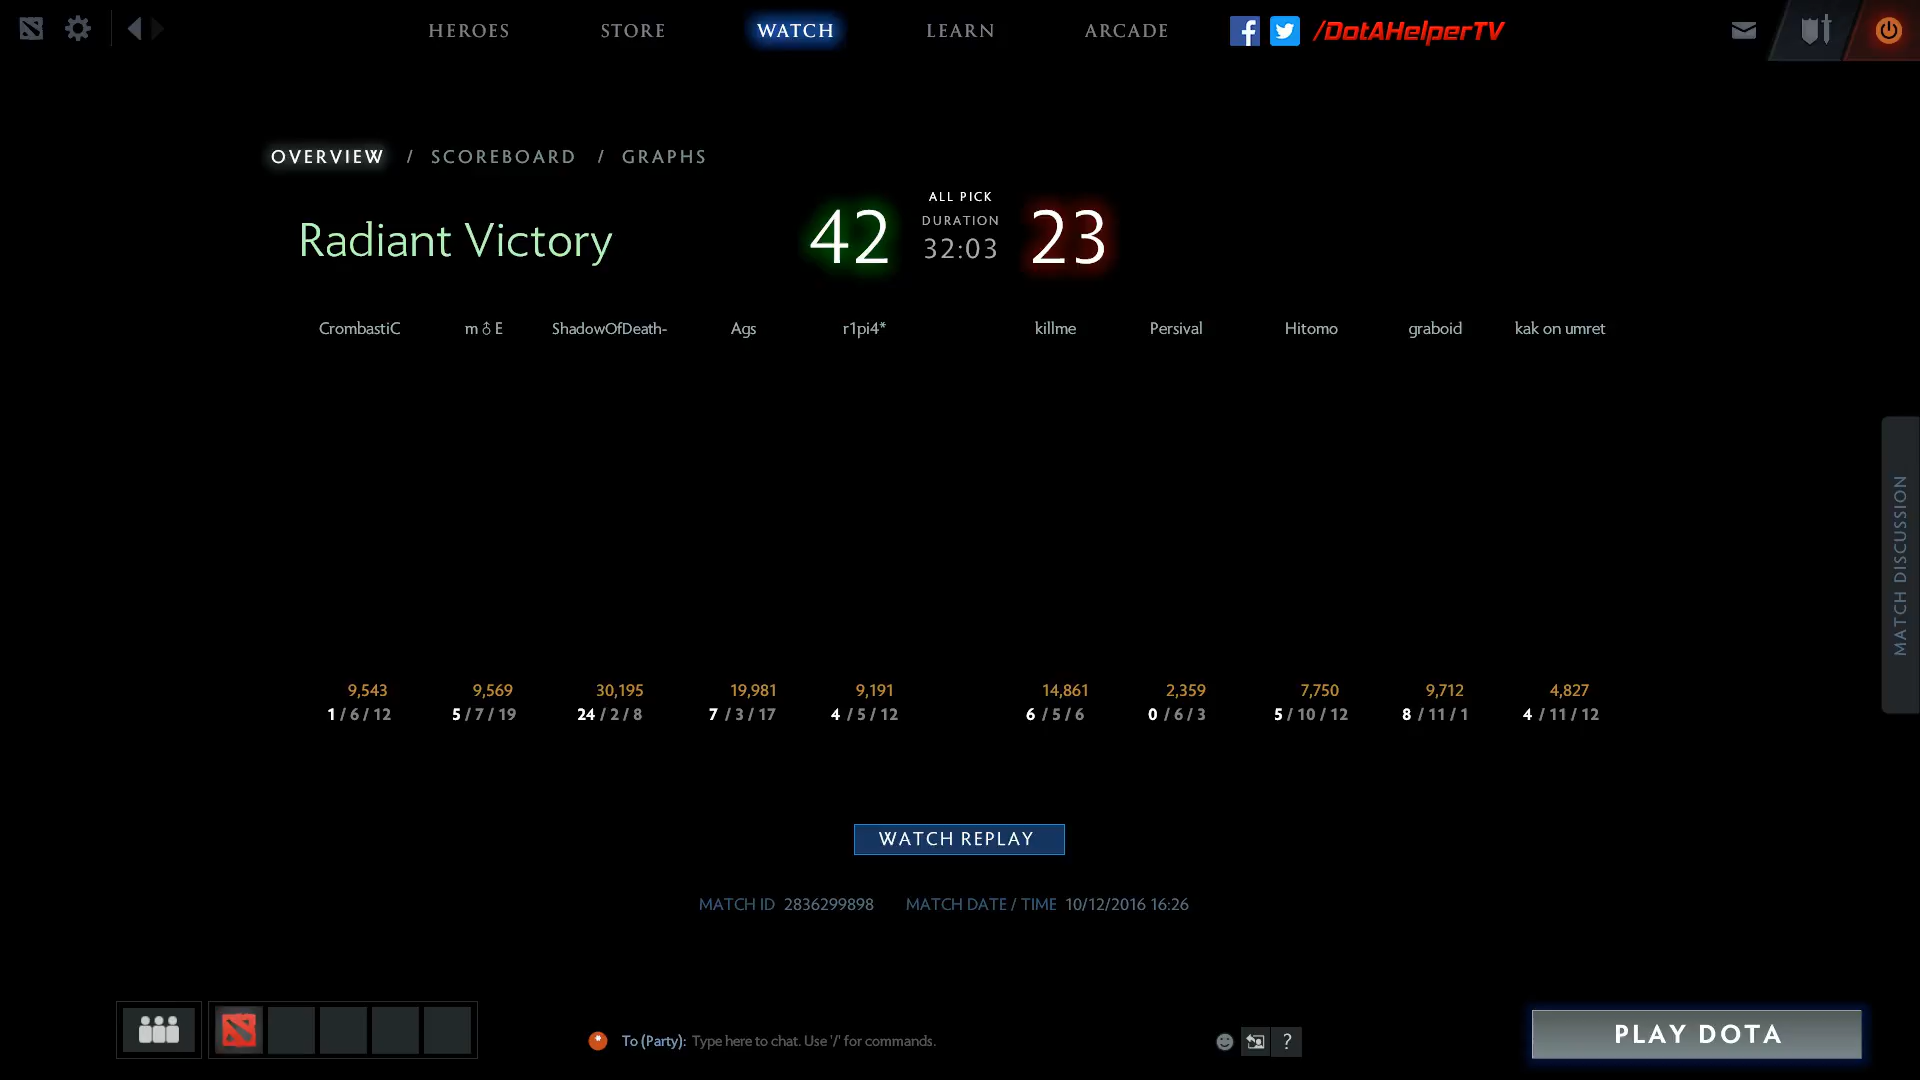 HEROES STORE WATCH LEARN ARCADE /DotAHelperTV
OVERVIEW / SCOREBOARD / GRAPHS
ALL PICK
Radiant Victory 42 DURATION 23
32:03
CrombastiC m♂E ShadowOfDeath- Ags r1pi4* killme Persival Hitomo graboid kak on umret
MATCH DISCUSSION
9,543 9,569 30,195 19,981 9,191 14,861 2,359 7,750 9,712 4,827
1 / 6 / 12 5 / 7 / 19 24 / 2 / 8 7 / 3 / 17 4 / 5 / 12 6 / 5 / 6 0 / 6 / 3 5 / 10 / 12 8 / 11 / 1 4 / 11 / 12
WATCH REPLAY
MATCH ID 2836299898 MATCH DATE / TIME 10/12/2016 16:26
To (Party): Type here to chat. Use '/' for commands. ? PLAY DOTA